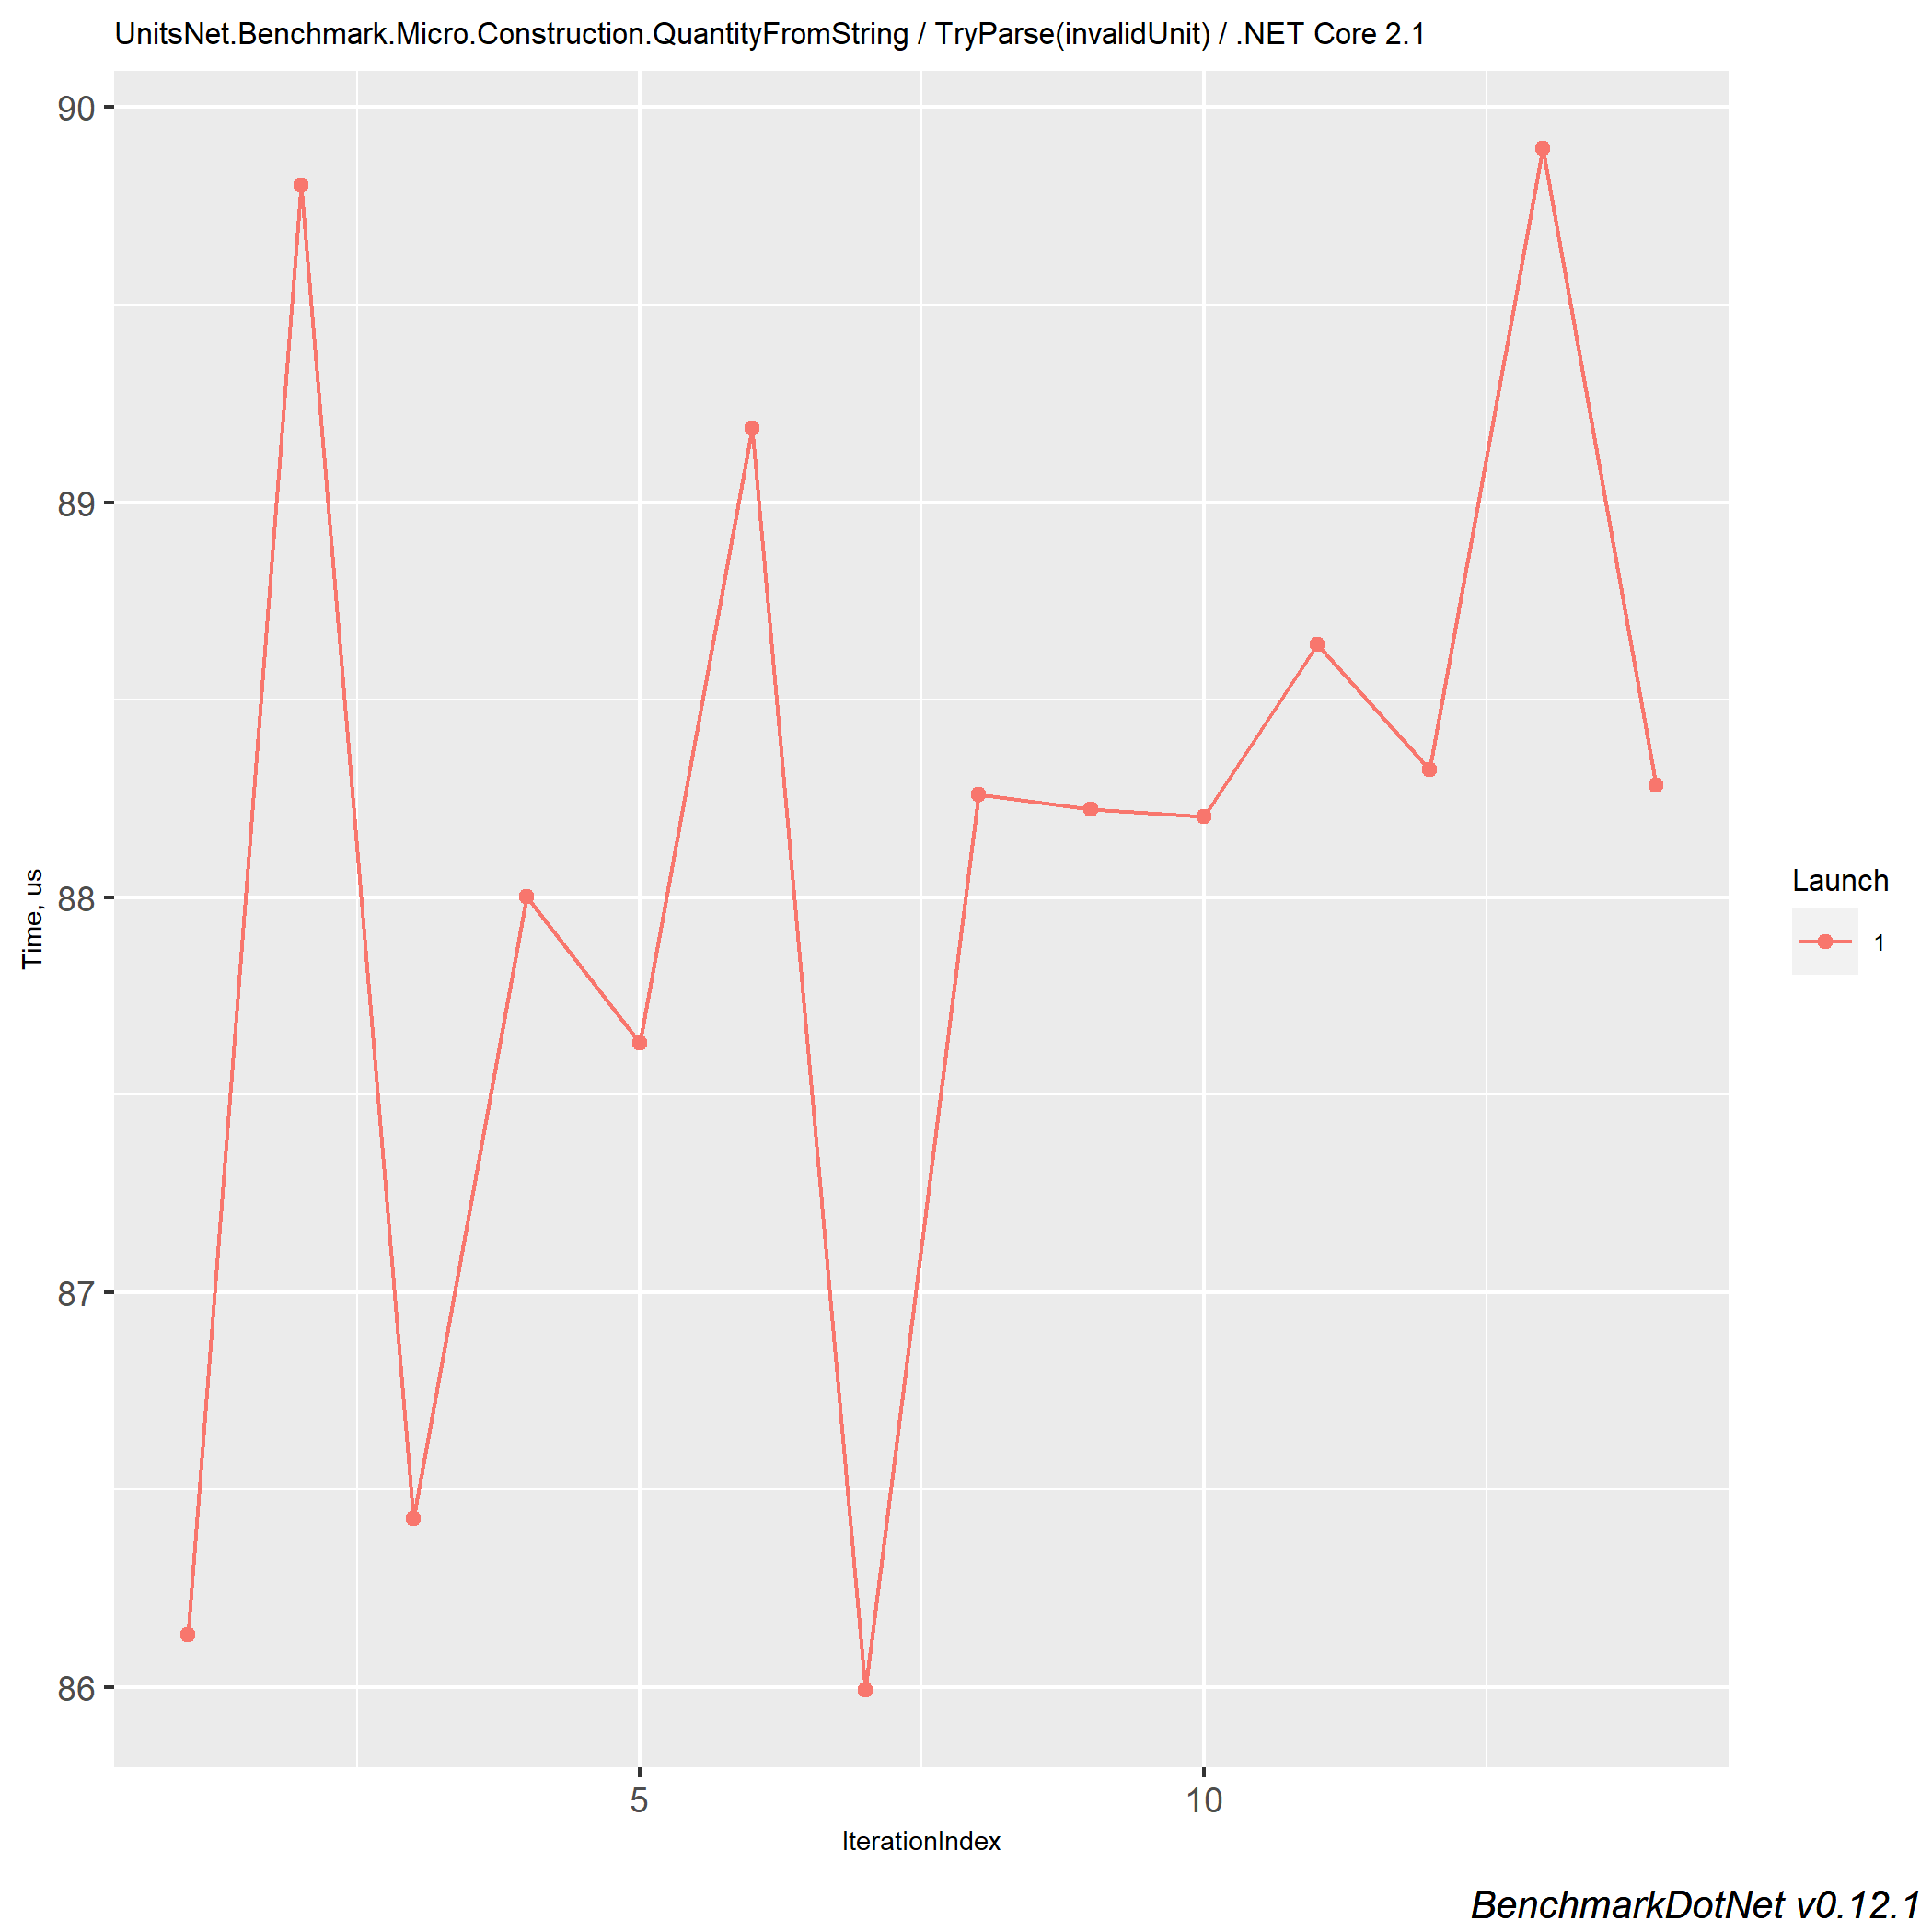 UnitsNet.Benchmark.Micro.Construction.QuantityFromString / TryParse(invalidUnit) / .NET Core 2.1
90
89
88
87
86
Time, us
5 10
IterationIndex
Launch
1
BenchmarkDotNet v0.12.1